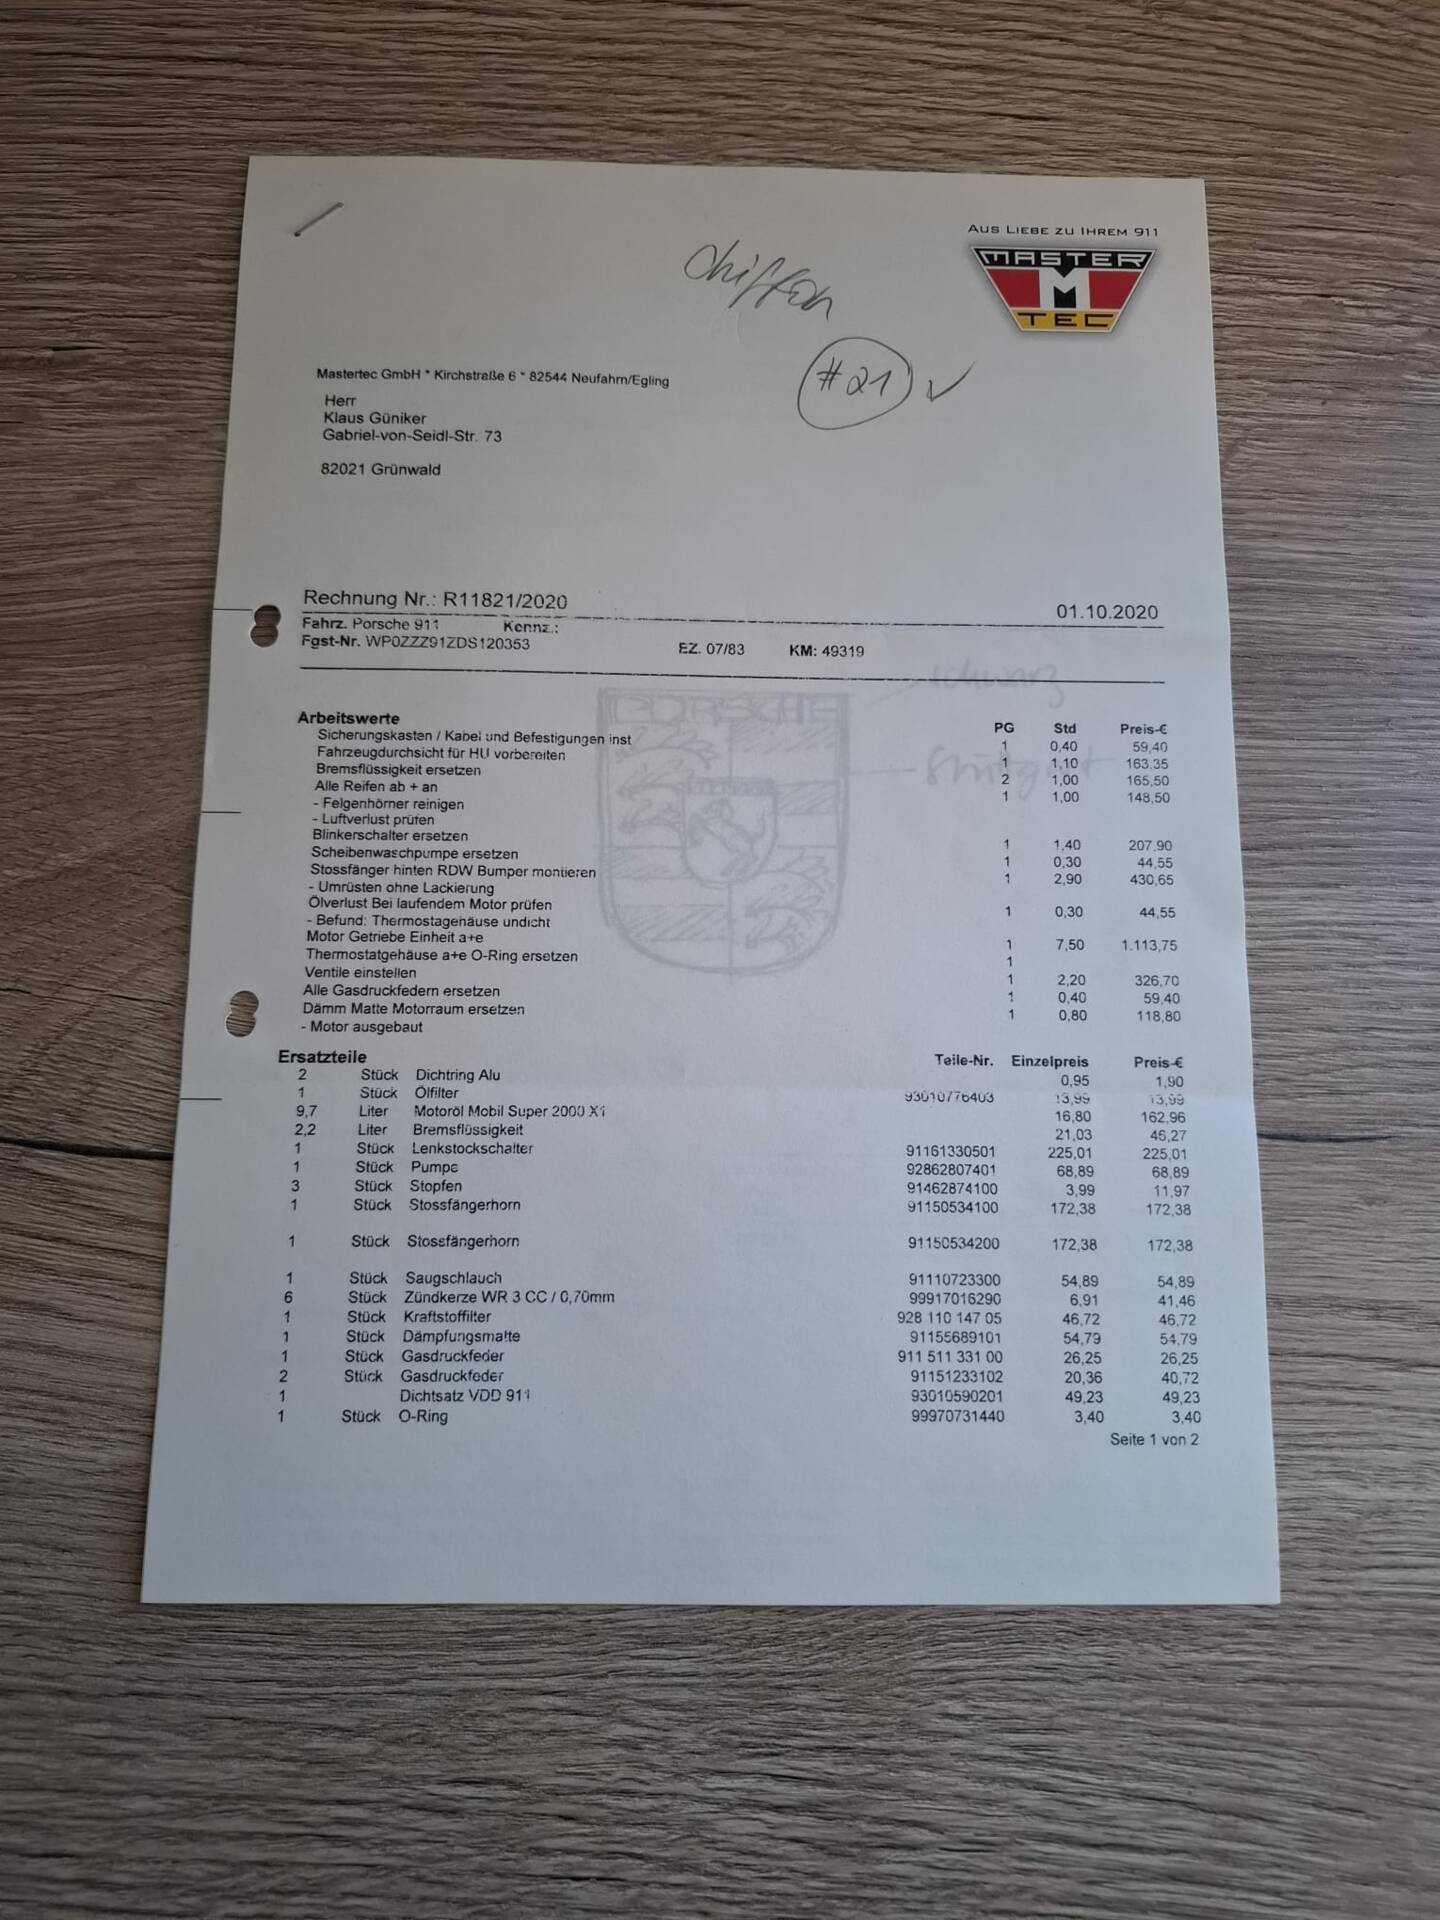 chiffon
AUS LIEBE ZU IHREM 911
MASTER
M
TEC
#21
Mastertec GmbH * Kirchstraße 6 * 82544 Neufahrn/Egling
Herr
Klaus Güniker
Gabriel-von-Seidl-Str. 73
82021 Grünwald
Rechnung Nr.: R11821/2020 01.10.2020
Fahrz. Porsche 911 Kennz.:
Fgst-Nr. WP0ZZZ91ZDS120353 EZ. 07/83 KM: 49319
schwarz
PORSCHE
Stuttgart
Arbeitswerte PG Std Preis-€
Sicherungskasten / Kabel und Befestigungen inst 1 0,40 59,40
Fahrzeugdurchsicht für HU vorbereiten 1 1,10 163,35
Bremsflüssigkeit ersetzen 2 1,00 165,50
Alle Reifen ab + an 1 1,00 148,50
- Felgenhörner reinigen
- Luftverlust prüfen
Blinkerschalter ersetzen 1 1,40 207,90
Scheibenwaschpumpe ersetzen 1 0,30 44,55
Stossfänger hinten RDW Bumper montieren 1 2,90 430,65
- Umrüsten ohne Lackierung
Ölverlust Bei laufendem Motor prüfen 1 0,30 44,55
- Befund: Thermostagehäuse undicht
Motor Getriebe Einheit a+e 1 7,50 1.113,75
Thermostatgehäuse a+e O-Ring ersetzen 1
Ventile einstellen 1 2,20 326,70
Alle Gasdruckfedern ersetzen 1 0,40 59,40
Dämm Matte Motorraum ersetzen 1 0,80 118,80
- Motor ausgebaut
Ersatzteile Teile-Nr. Einzelpreis Preis-€
2 Stück Dichtring Alu 0,95 1,90
1 Stück Ölfilter 93010776403 13,99 13,99
9,7 Liter Motoröl Mobil Super 2000 X1 16,80 162,96
2,2 Liter Bremsflüssigkeit 21,03 46,27
1 Stück Lenkstockschalter 91161330501 225,01 225,01
1 Stück Pumpe 92862807401 68,89 68,89
3 Stück Stopfen 91462874100 3,99 11,97
1 Stück Stossfängerhorn 91150534100 172,38 172,38
1 Stück Stossfängerhorn 91150534200 172,38 172,38
1 Stück Saugschlauch 91110723300 54,89 54,89
6 Stück Zündkerze WR 3 CC / 0,70mm 99917016290 6,91 41,46
1 Stück Kraftstoffilter 928 110 147 05 46,72 46,72
1 Stück Dämpfungsmatte 91155689101 54,79 54,79
1 Stück Gasdruckfeder 911 511 331 00 26,25 26,25
2 Stück Gasdruckfeder 91151233102 20,36 40,72
1 Dichtsatz VDD 911 93010590201 49,23 49,23
1 Stück O-Ring 99970731440 3,40 3,40
Seite 1 von 2